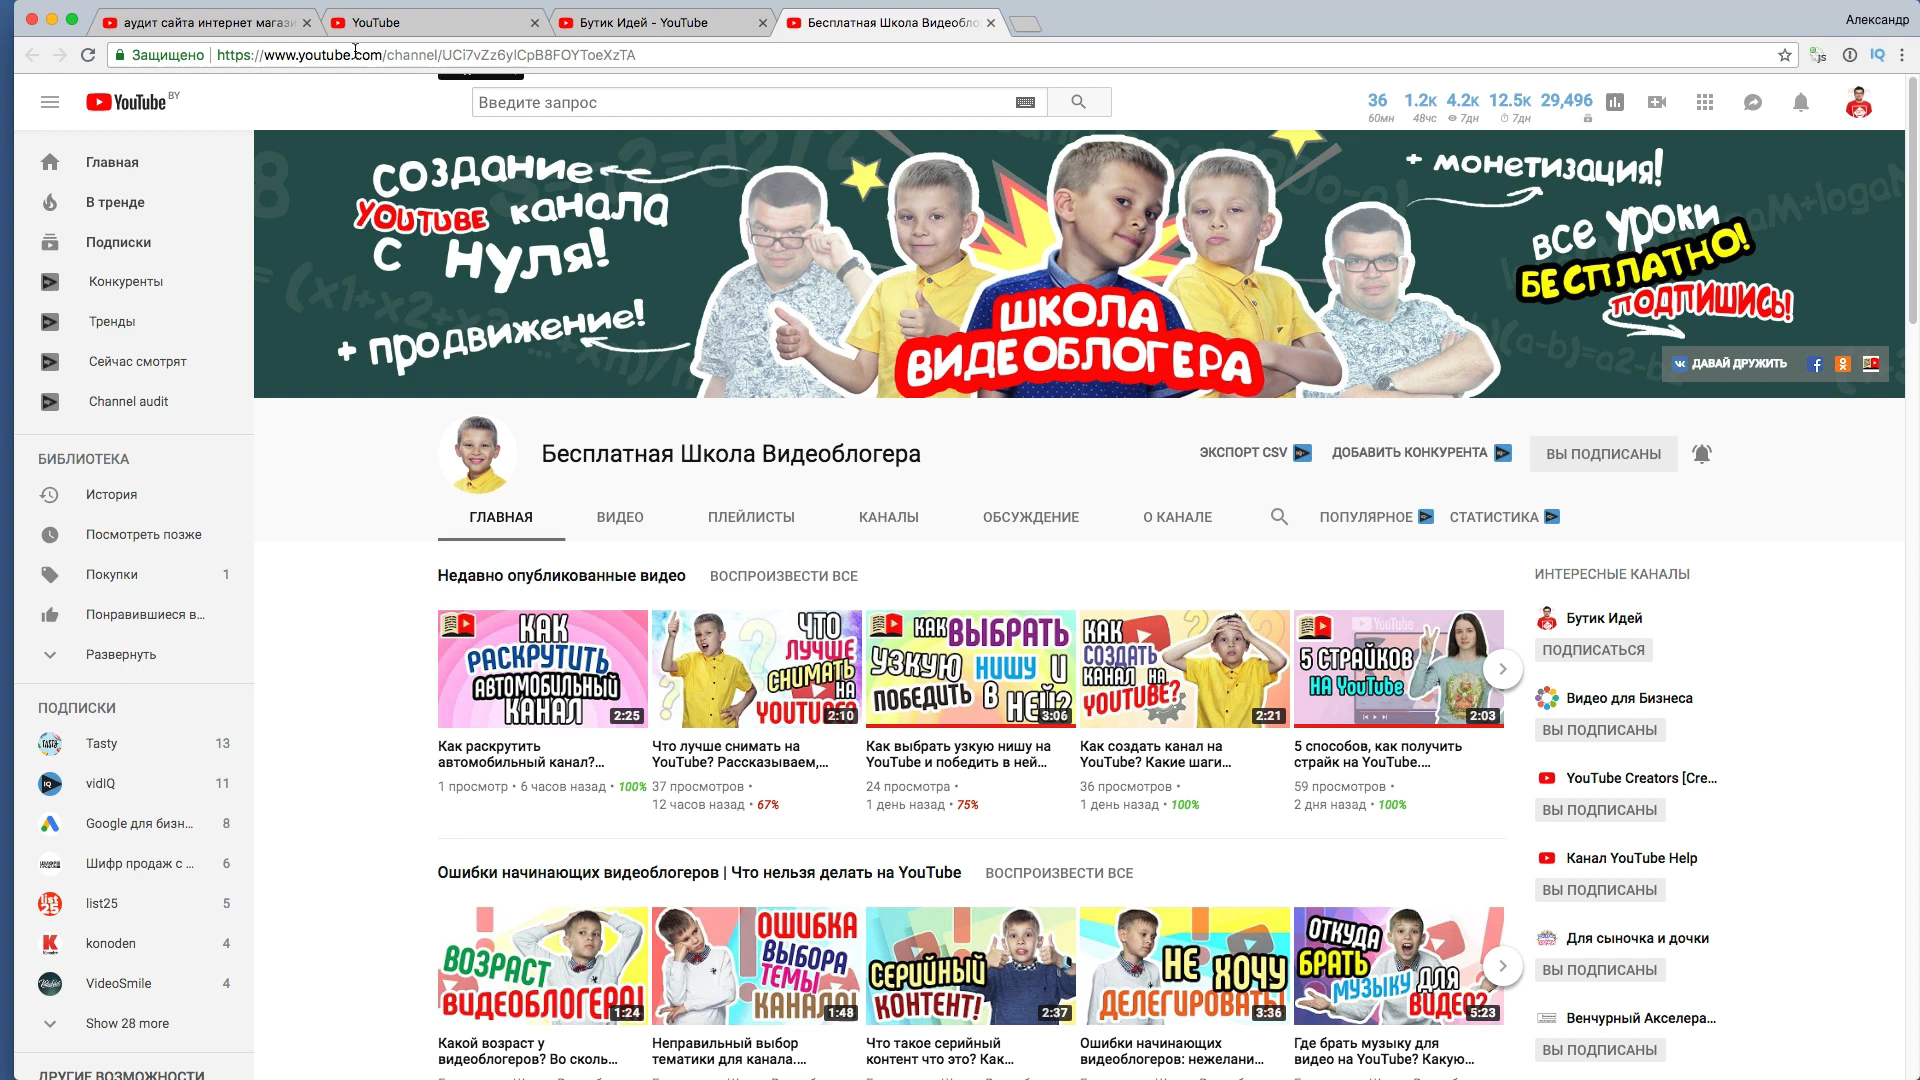 аудит сайта интернет магази
YouTube
Бутик Идей - YouTube
Бесплатная Школа Видеобло
Александр
Защищено
https://www.youtube.com/channel/UCi7vZz6ylCpB8FOYToeXzTA
YouTube BY
Введите запрос
36 1.2к 4.2к 12.5к 29,496
60мн 48чс 7дн 7дн
Главная
В тренде
Подписки
Конкуренты
Тренды
Сейчас смотрят
Channel audit
БИБЛИОТЕКА
История
Посмотреть позже
Покупки 1
Понравившиеся в...
Развернуть
ПОДПИСКИ
Tasty 13
vidIQ 11
Google для бизн... 8
Шифр продаж с ... 6
list25 5
konoden 4
VideoSmile 4
Show 28 more
ДРУГИЕ ВОЗМОЖНОСТИ
создание
YOUTUBE канала
с нуля!
+ продвижение!
ШКОЛА
ВИДЕОБЛОГЕРА
+ монетизация!
все уроки
БЕСПЛАТНО!
подпишись!
ДАВАЙ ДРУЖИТЬ
Бесплатная Школа Видеоблогера
ЭКСПОРТ CSV
ДОБАВИТЬ КОНКУРЕНТА
ВЫ ПОДПИСАНЫ
ГЛАВНАЯ
ВИДЕО
ПЛЕЙЛИСТЫ
КАНАЛЫ
ОБСУЖДЕНИЕ
О КАНАЛЕ
ПОПУЛЯРНОЕ
СТАТИСТИКА
Недавно опубликованные видео
ВОСПРОИЗВЕСТИ ВСЕ
КАК
РАСКРУТИТЬ
АВТОМОБИЛЬНЫЙ
КАНАЛ
2:25
Как раскрутить
автомобильный канал?...
1 просмотр • 6 часов назад • 100%
ЧТО
ЛУЧШЕ
СНИМАТЬ
НА
YOUTUBE?
2:10
Что лучше снимать на
YouTube? Рассказываем,...
37 просмотров •
12 часов назад • 67%
КАК ВЫБРАТЬ
УЗКУЮ НИШУ И
ПОБЕДИТЬ В НЕЙ?
3:06
Как выбрать узкую нишу на
YouTube и победить в ней...
24 просмотра •
1 день назад • 75%
КАК
СОЗДАТЬ
КАНАЛ НА
YOUTUBE?
2:21
Как создать канал на
YouTube? Какие шаги...
36 просмотров •
1 день назад • 100%
YouTube
5 СТРАЙКОВ
НА YouTube
2:03
5 способов, как получить
страйк на YouTube....
59 просмотров •
2 дня назад • 100%
Ошибки начинающих видеоблогеров | Что нельзя делать на YouTube
ВОСПРОИЗВЕСТИ ВСЕ
ВОЗРАСТ
ВИДЕОБЛОГЕРА!
1:24
Какой возраст у
видеоблогеров? Во сколь...
ОШИБКА
ВЫБОРА
ТЕМЫ
КАНАЛА!
1:48
Неправильный выбор
тематики для канала....
СЕРИЙНЫЙ
КОНТЕНТ!
2:37
Что такое серийный
контент что это? Как...
НЕ ХОЧУ
ДЕЛЕГИРОВАТЬ!
3:36
Ошибки начинающих
видеоблогеров: нежелани...
ОТКУДА
БРАТЬ
МУЗЫКУ ДЛЯ
ВИДЕО?
5:23
Где брать музыку для
видео на YouTube? Какую...
ИНТЕРЕСНЫЕ КАНАЛЫ
Бутик Идей
ПОДПИСАТЬСЯ
Видео для Бизнеса
ВЫ ПОДПИСАНЫ
YouTube Creators [Cre...
ВЫ ПОДПИСАНЫ
Канал YouTube Help
ВЫ ПОДПИСАНЫ
Для сыночка и дочки
ВЫ ПОДПИСАНЫ
Венчурный Акселера...
ВЫ ПОДПИСАНЫ